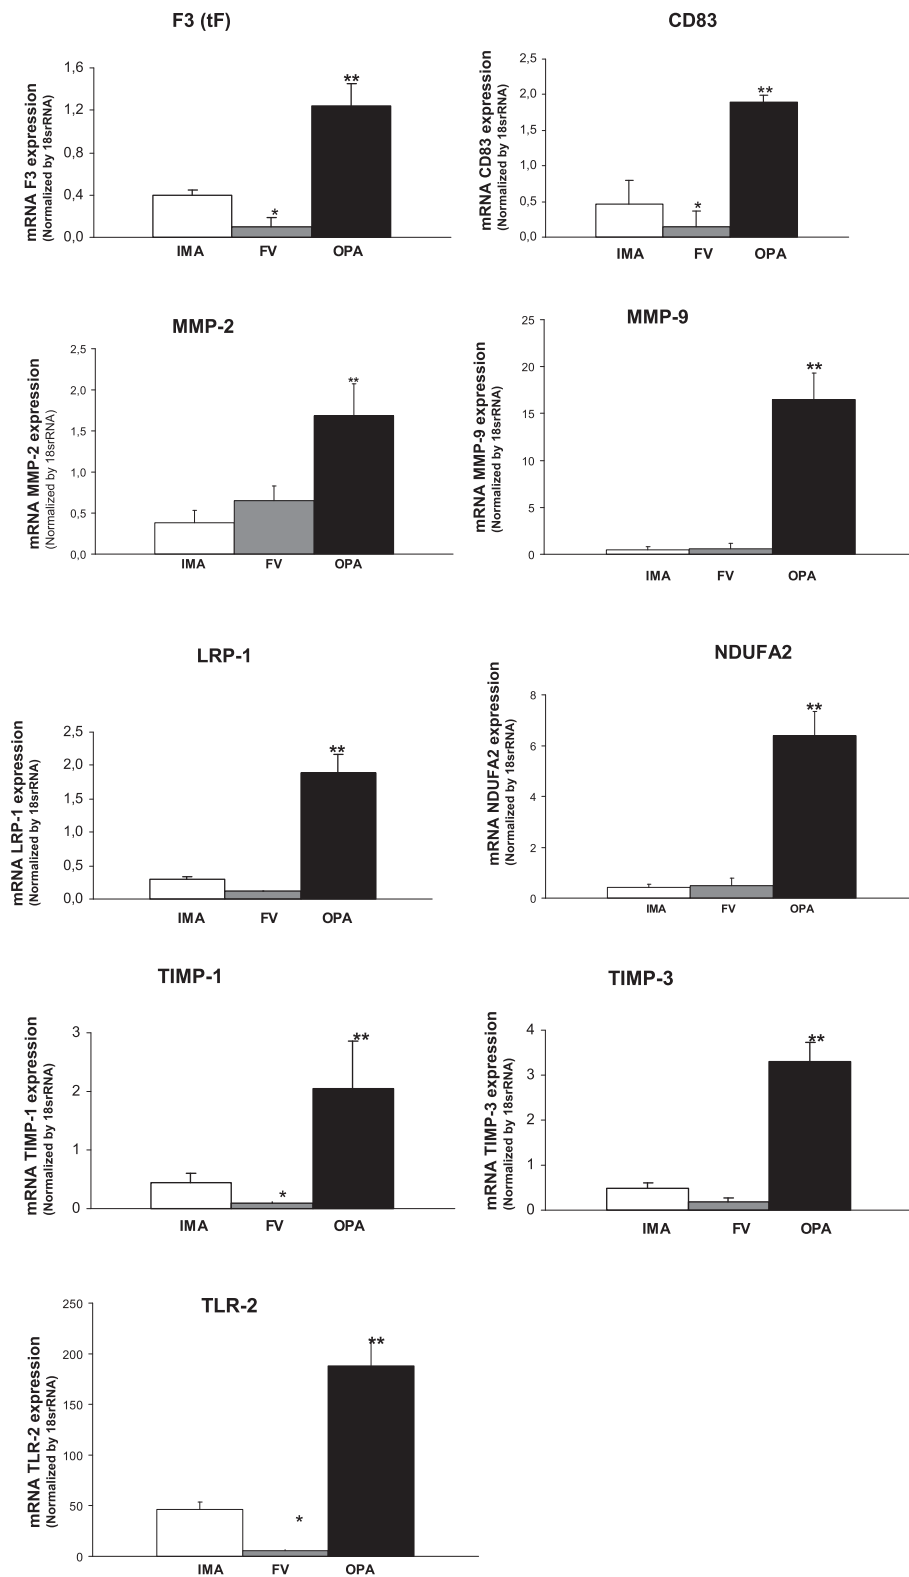 F3 (tF)
mRNA F3 expression
(Normalized by 18srRNA)
1,6
1,2
0,8
0,4
0,0
**
*
IMA FV OPA
CD83
mRNA CD83 expression
(Normalized by 18srRNA)
2,5
2,0
1,5
1,0
0,5
0,0
**
*
IMA FV OPA
MMP-2
mRNA MMP-2 expression
(Normalized by 18srRNA)
2,5
2,0
1,5
1,0
0,5
0,0
**
IMA FV OPA
MMP-9
mRNA MMP-9 expression
(Normalized by 18srRNA)
25
20
15
10
5
0
**
IMA FV OPA
LRP-1
mRNA LRP-1 expression
(Normalized by 18srRNA)
2,5
2,0
1,5
1,0
0,5
0,0
**
IMA FV OPA
NDUFA2
mRNA NDUFA2 expression
(Normalized by 18srRNA)
8
6
4
2
0
**
IMA FV OPA
TIMP-1
mRNA TIMP-1 expression
(Normalized by 18srRNA)
3
2
1
0
**
*
IMA FV OPA
TIMP-3
mRNA TIMP-3 expression
(Normalized by 18srRNA)
4
3
2
1
0
**
IMA FV OPA
TLR-2
mRNA TLR-2 expression
(Normalized by 18srRNA)
250
200
150
100
50
0
**
*
IMA FV OPA